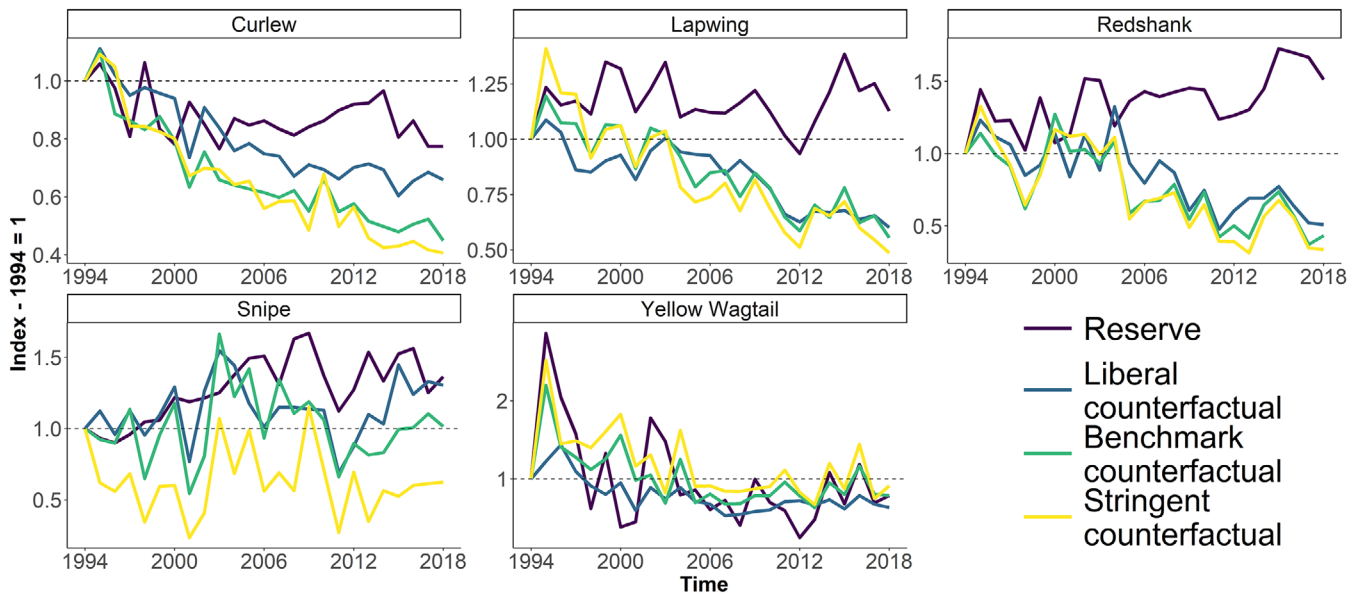 Curlew
Lapwing
Redshank
1.0
0.8
0.6
0.4
1.25
1.00
0.75
0.50
1.5
1.0
0.5
1994 2000 2006 2012 2018
1994 2000 2006 2012 2018
1994 2000 2006 2012 2018
Index - 1994 = 1
Snipe
Yellow Wagtail
1.5
1.0
0.5
2
1
1994 2000 2006 2012 2018
1994 2000 2006 2012 2018
Time
Reserve
Liberal
counterfactual
Benchmark
counterfactual
Stringent
counterfactual